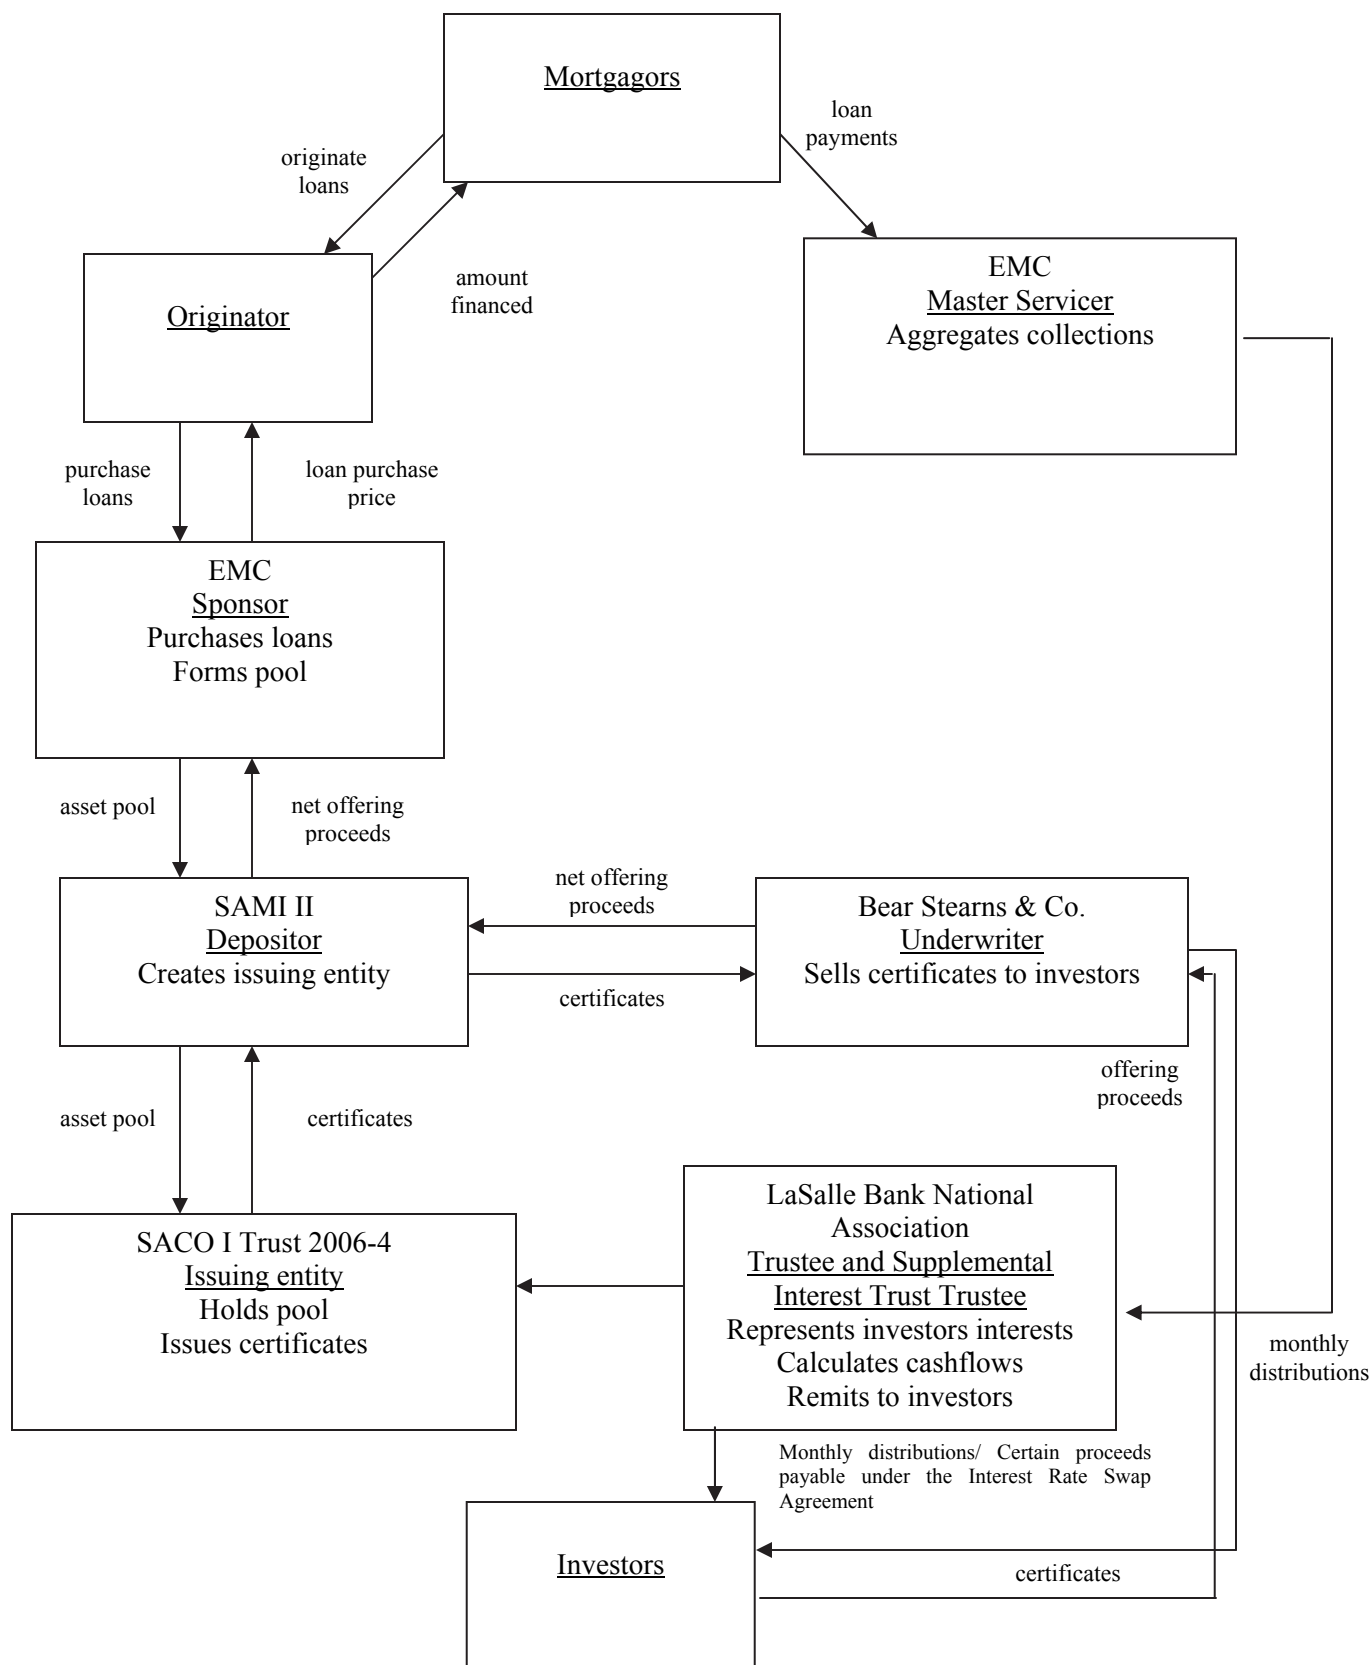 Mortgagors
loan
payments
originate
loans
amount
financed
Originator
EMC
Master Servicer
Aggregates collections
purchase
loans
loan purchase
price
EMC
Sponsor
Purchases loans
Forms pool
asset pool
net offering
proceeds
net offering
proceeds
SAMI II
Depositor
Creates issuing entity
Bear Stearns & Co.
Underwriter
Sells certificates to investors
certificates
offering
proceeds
asset pool
certificates
SACO I Trust 2006-4
Issuing entity
Holds pool
Issues certificates
LaSalle Bank National
Association
Trustee and Supplemental
Interest Trust Trustee
Represents investors interests
Calculates cashflows
Remits to investors
monthly
distributions
Monthly distributions/ Certain proceeds
payable under the Interest Rate Swap
Agreement
Investors
certificates